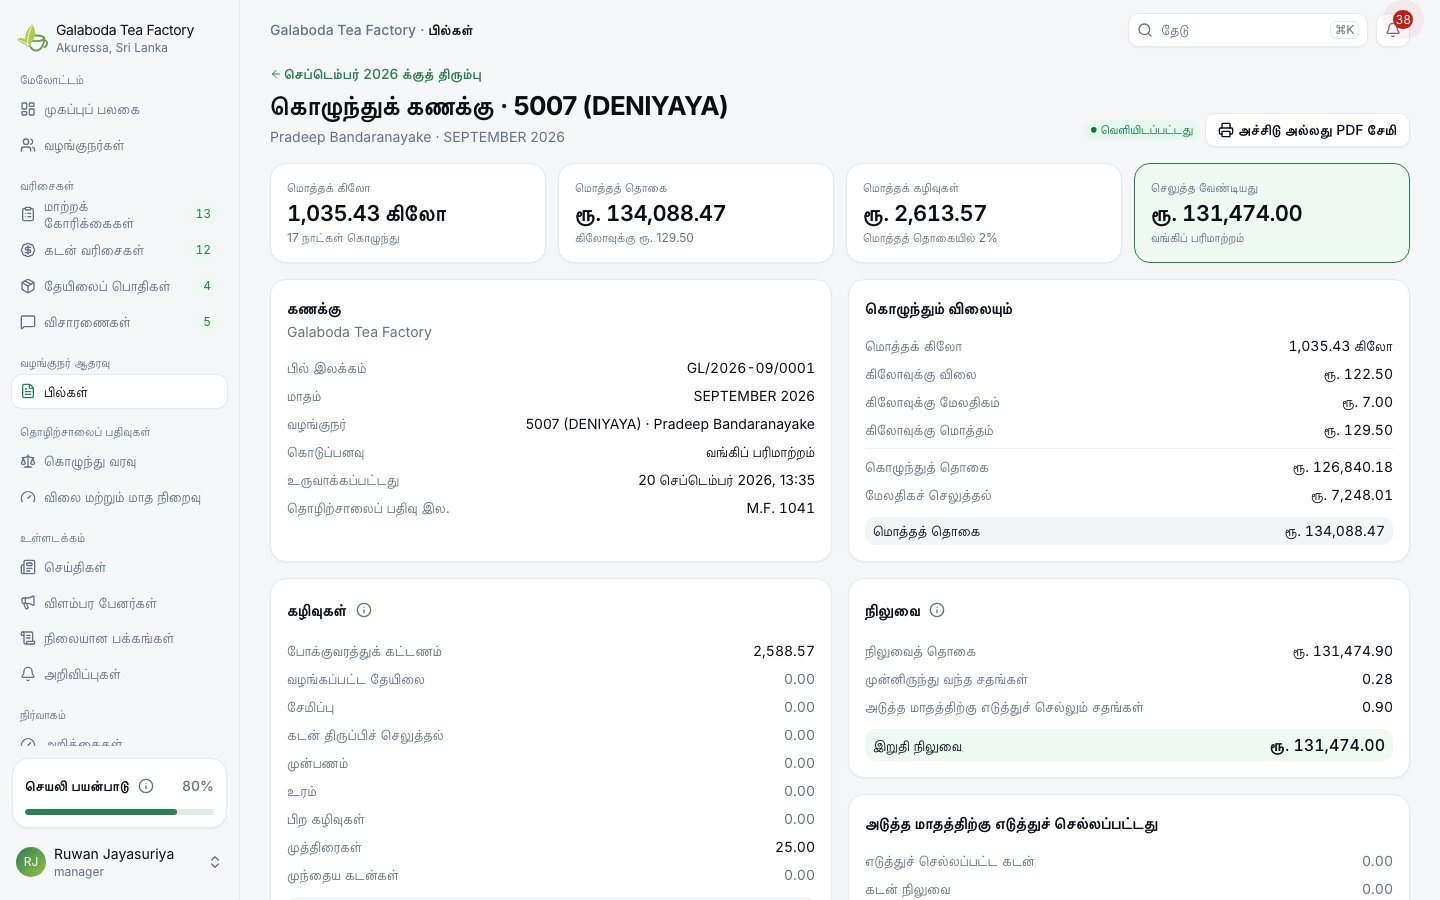 Galaboda Tea Factory
Akuressa, Sri Lanka
மேலோட்டம்
முகப்புப் பலகை
வழங்குநர்கள்
வரிசைகள்
மாற்றக் கோரிக்கைகள் 13
கடன் வரிசைகள் 12
தேயிலைப் பொதிகள் 4
விசாரணைகள் 5
வழங்குநர் ஆதரவு
பில்கள்
தொழிற்சாலைப் பதிவுகள்
கொழுந்து வரவு
விலை மற்றும் மாத நிறைவு
உள்ளடக்கம்
செய்திகள்
விளம்பர பேனர்கள்
நிலையான பக்கங்கள்
அறிவிப்புகள்
நிர்வாகம்
அறிக்கைகள்
செயலி பயன்பாடு 80%
RJ
Ruwan Jayasuriya
manager
Galaboda Tea Factory · பில்கள்
தேடு ⌘K
38
← செப்டெம்பர் 2026 க்குத் திரும்பு
கொழுந்துக் கணக்கு · 5007 (DENIYAYA)
Pradeep Bandaranayake · SEPTEMBER 2026
வெளியிடப்பட்டது
அச்சிடு அல்லது PDF சேமி
மொத்தக் கிலோ
1,035.43 கிலோ
17 நாட்கள் கொழுந்து
மொத்தத் தொகை
ரூ. 134,088.47
கிலோவுக்கு ரூ. 129.50
மொத்தக் கழிவுகள்
ரூ. 2,613.57
மொத்தத் தொகையில் 2%
செலுத்த வேண்டியது
ரூ. 131,474.00
வங்கிப் பரிமாற்றம்
கணக்கு
Galaboda Tea Factory
பில் இலக்கம் GL/2026-09/0001
மாதம் SEPTEMBER 2026
வழங்குநர் 5007 (DENIYAYA) · Pradeep Bandaranayake
கொடுப்பனவு வங்கிப் பரிமாற்றம்
உருவாக்கப்பட்டது 20 செப்டெம்பர் 2026, 13:35
தொழிற்சாலைப் பதிவு இல. M.F. 1041
கொழுந்தும் விலையும்
மொத்தக் கிலோ 1,035.43 கிலோ
கிலோவுக்கு விலை ரூ. 122.50
கிலோவுக்கு மேலதிகம் ரூ. 7.00
கிலோவுக்கு மொத்தம் ரூ. 129.50
கொழுந்துத் தொகை ரூ. 126,840.18
மேலதிகச் செலுத்தல் ரூ. 7,248.01
மொத்தத் தொகை ரூ. 134,088.47
கழிவுகள்
போக்குவரத்துக் கட்டணம் 2,588.57
வழங்கப்பட்ட தேயிலை 0.00
சேமிப்பு 0.00
கடன் திருப்பிச் செலுத்தல் 0.00
முன்பணம் 0.00
உரம் 0.00
பிற கழிவுகள் 0.00
முத்திரைகள் 25.00
முந்தைய கடன்கள் 0.00
நிலுவை
நிலுவைத் தொகை ரூ. 131,474.90
முன்னிருந்து வந்த சதங்கள் 0.28
அடுத்த மாதத்திற்கு எடுத்துச் செல்லும் சதங்கள் 0.90
இறுதி நிலுவை ரூ. 131,474.00
அடுத்த மாதத்திற்கு எடுத்துச் செல்லப்பட்டது
எடுத்துச் செல்லப்பட்ட கடன் 0.00
கடன் நிலுவை 0.00